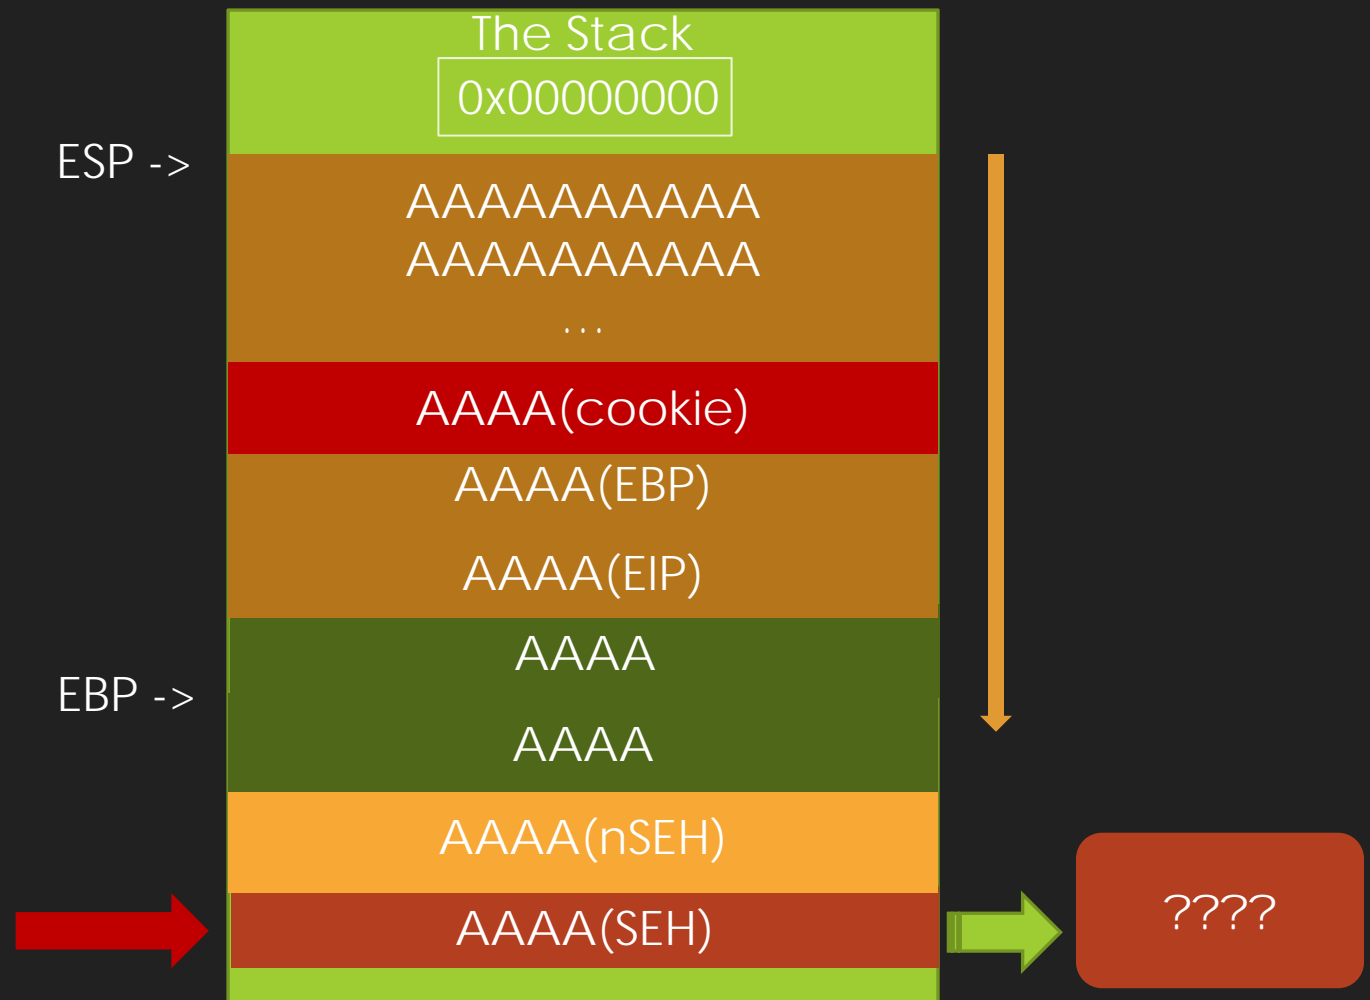 The Stack
0x00000000
ESP ->
AAAAAAAAAA
AAAAAAAAAA
...
AAAA(cookie)
AAAA(EBP)
AAAA(EIP)
AAAA
EBP ->
AAAA
AAAA(nSEH)
AAAA(SEH)
????